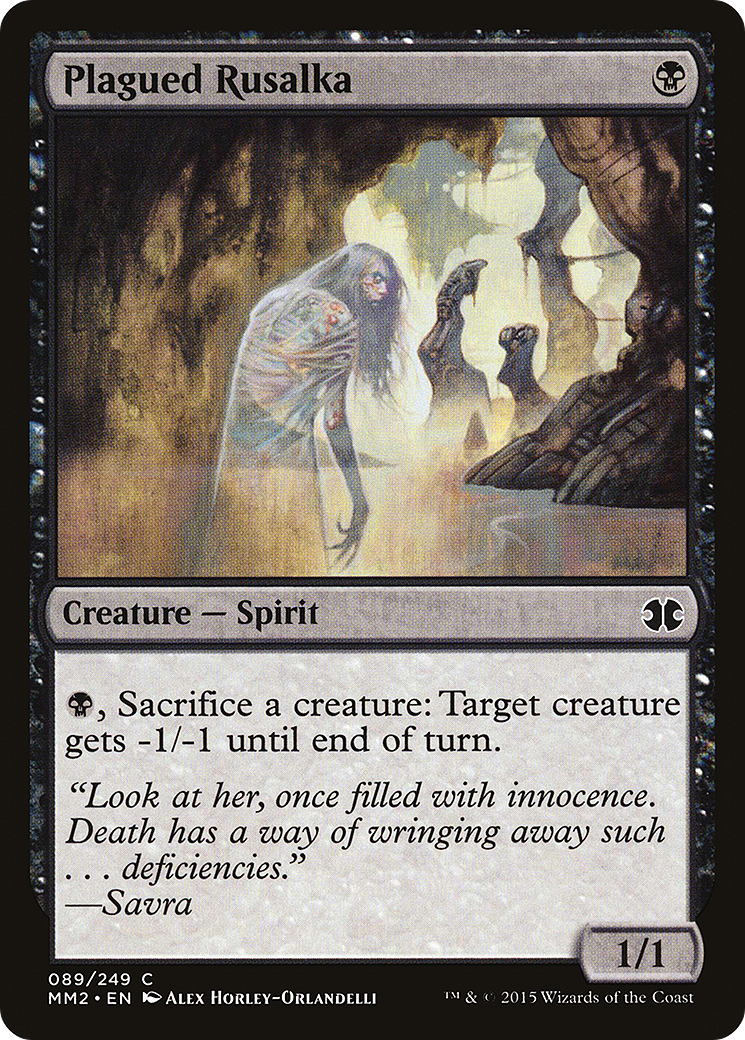 Plagued Rusalka
Creature — Spirit
, Sacrifice a creature: Target creature
gets -1/-1 until end of turn.
“Look at her, once filled with innocence.
Death has a way of wringing away such
. . . deficiencies.”
—Savra
1/1
089/249 C
MM2 • EN Alex Horley-Orlandelli
™ & © 2015 Wizards of the Coast